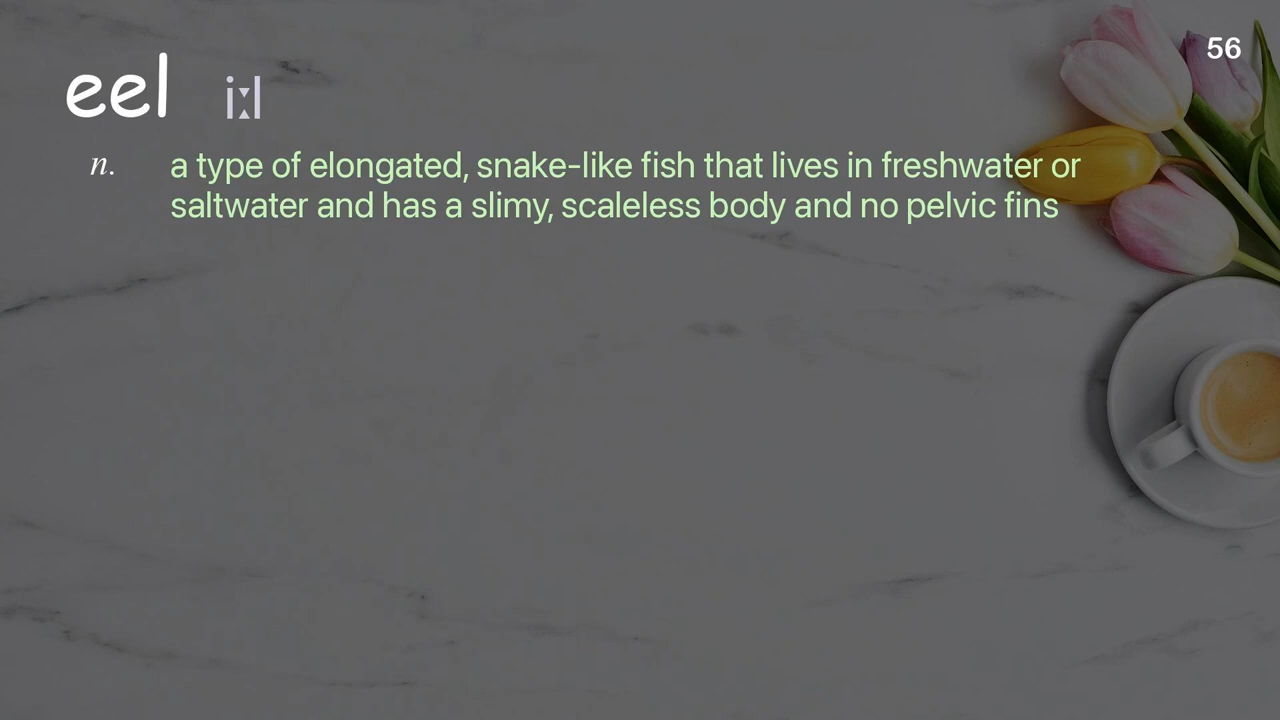 56
eel iːl
n. a type of elongated, snake-like fish that lives in freshwater or
saltwater and has a slimy, scaleless body and no pelvic fins